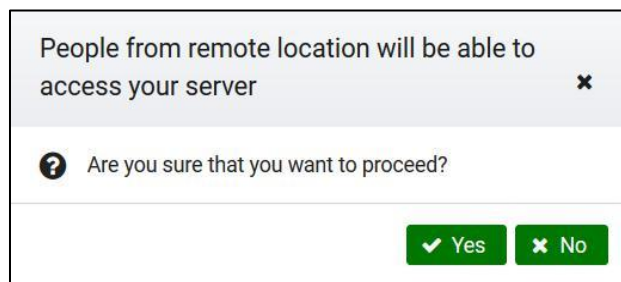 People from remote location will be able to
access your server
Are you sure that you want to proceed?
Yes No